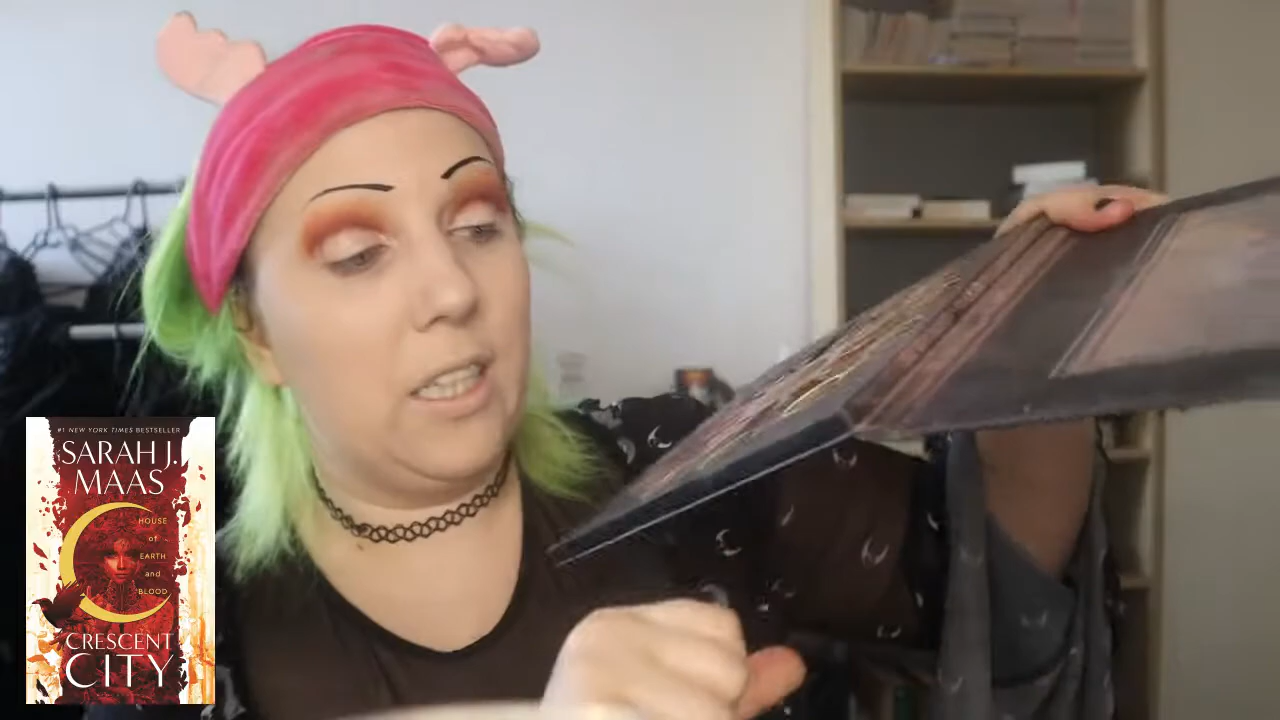 #1 NEW YORK TIMES BESTSELLER
SARAH J.
MAAS
HOUSE
of
EARTH
and
BLOOD
CRESCENT
CITY